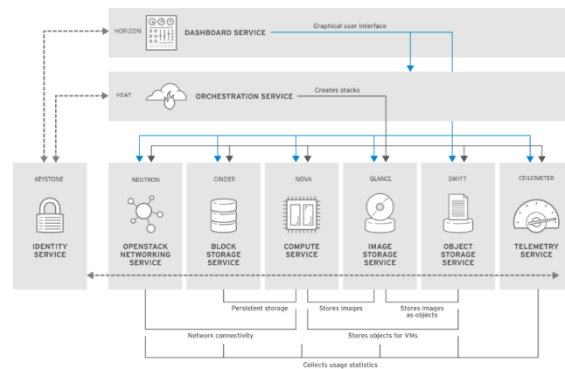 HORIZON
DASHBOARD SERVICE
Graphical user interface
HEAT
ORCHESTRATION SERVICE
Creates stacks
KEYSTONE
NEUTRON
CINDER
NOVA
GLANCE
SWIFT
CEILOMETER
IDENTITY
SERVICE
OPENSTACK
NETWORKING
SERVICE
BLOCK
STORAGE
SERVICE
COMPUTE
SERVICE
IMAGE
STORAGE
SERVICE
OBJECT
STORAGE
SERVICE
TELEMETRY
SERVICE
Persistent storage
Stores images
Stores images
as objects
Network connectivity
Stores objects for VMs
Collects usage statistics